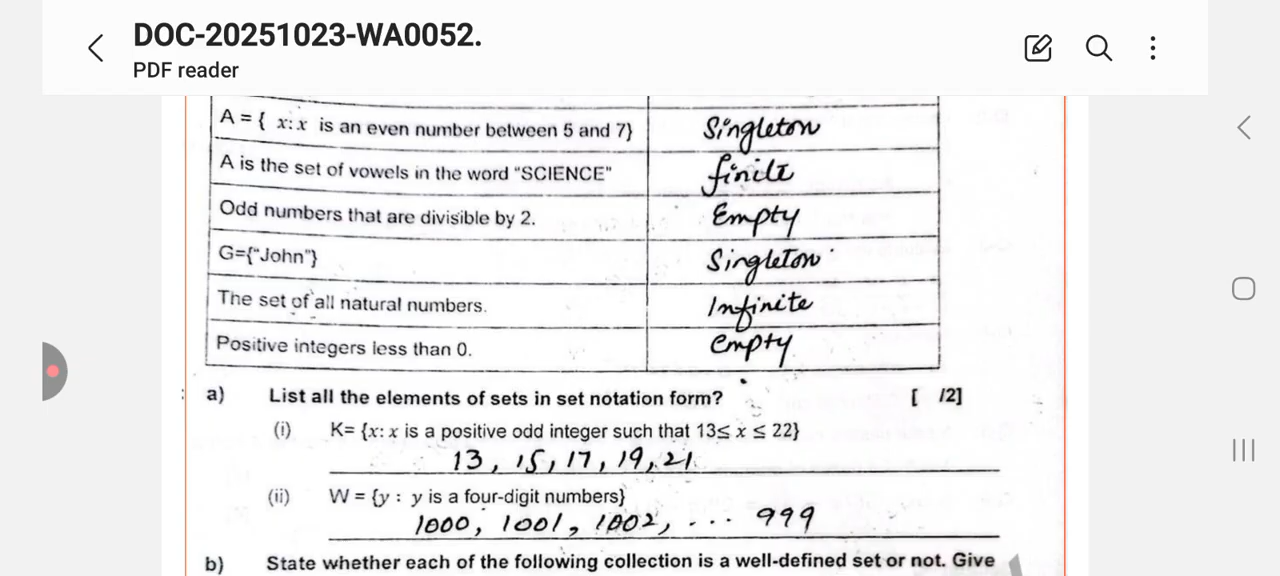 DOC-20251023-WA0052.
PDF reader
A = { x:x is an even number between 5 and 7} Singleton
A is the set of vowels in the word "SCIENCE" finite
Odd numbers that are divisible by 2. Empty
G={"John"} Singleton
The set of all natural numbers. Infinite
Positive integers less than 0. empty
a) List all the elements of sets in set notation form? [ /2]
(i) K= {x: x is a positive odd integer such that 13≤ x ≤ 22}
13, 15, 17, 19, 21
(ii) W = {y : y is a four-digit numbers}
1000, 1001, 1002, ... 999
b) State whether each of the following collection is a well-defined set or not. Give